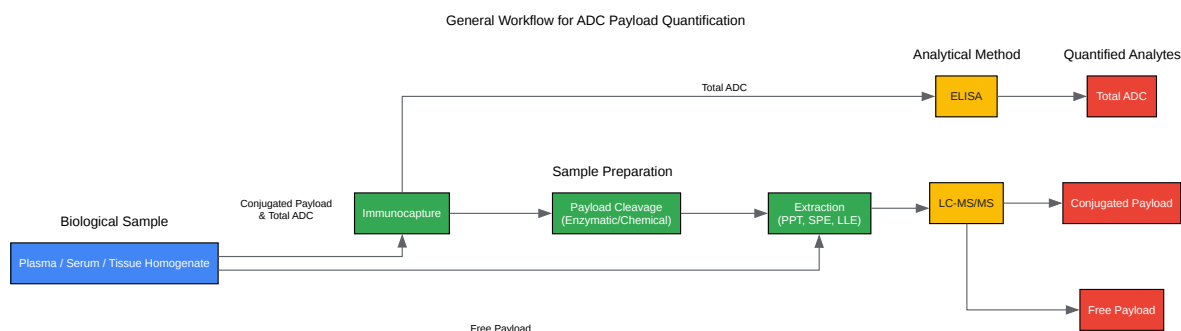 General Workflow for ADC Payload Quantification
Analytical Method
Quantified Analytes
Total ADC
ELISA
Total ADC
Sample Preparation
Conjugated Payload
& Total ADC
Immunocapture
Payload Cleavage
(Enzymatic/Chemical)
Extraction
(PPT, SPE, LLE)
LC-MS/MS
Conjugated Payload
Biological Sample
Plasma / Serum / Tissue Homogenate
Free Payload
Free Payload